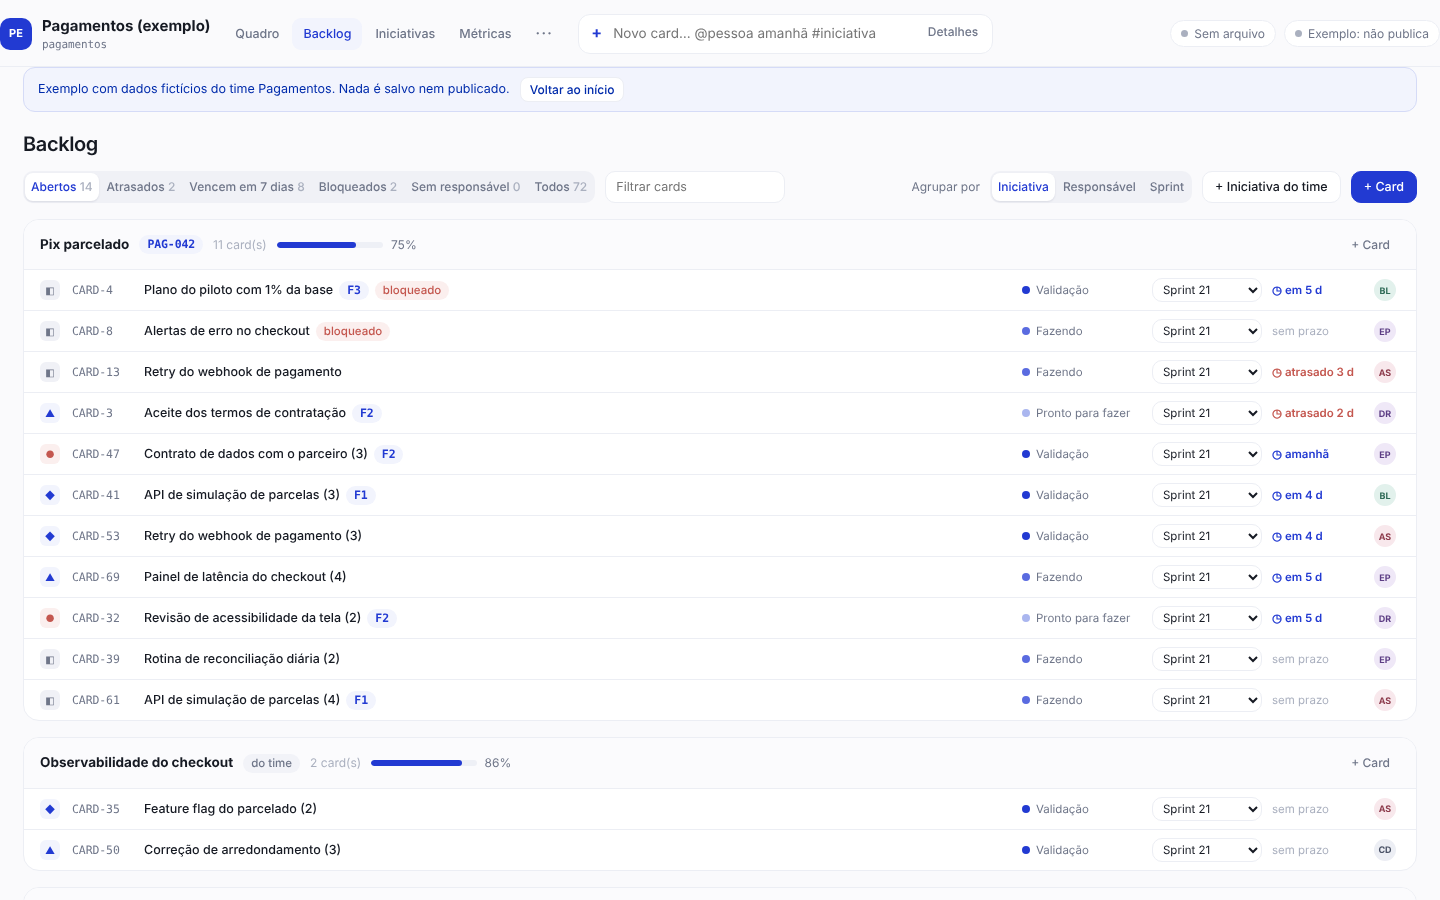 PE Pagamentos (exemplo)
pagamentos
Quadro Backlog Iniciativas Métricas ···
+ Novo card... @pessoa amanhã #iniciativa Detalhes
Sem arquivo Exemplo: não publica
Exemplo com dados fictícios do time Pagamentos. Nada é salvo nem publicado. Voltar ao início
Backlog
Abertos 14 Atrasados 2 Vencem em 7 dias 8 Bloqueados 2 Sem responsável 0 Todos 72 Filtrar cards Agrupar por Iniciativa Responsável Sprint + Iniciativa do time + Card
Pix parcelado PAG-042 11 card(s) 75% + Card
CARD-4 Plano do piloto com 1% da base F3 bloqueado Validação Sprint 21 em 5 d BL
CARD-8 Alertas de erro no checkout bloqueado Fazendo Sprint 21 sem prazo EP
CARD-13 Retry do webhook de pagamento Fazendo Sprint 21 atrasado 3 d AS
CARD-3 Aceite dos termos de contratação F2 Pronto para fazer Sprint 21 atrasado 2 d DR
CARD-47 Contrato de dados com o parceiro (3) F2 Validação Sprint 21 amanhã EP
CARD-41 API de simulação de parcelas (3) F1 Validação Sprint 21 em 4 d BL
CARD-53 Retry do webhook de pagamento (3) Validação Sprint 21 em 4 d AS
CARD-69 Painel de latência do checkout (4) Fazendo Sprint 21 em 5 d EP
CARD-32 Revisão de acessibilidade da tela (2) F2 Pronto para fazer Sprint 21 em 5 d DR
CARD-39 Rotina de reconciliação diária (2) Fazendo Sprint 21 sem prazo EP
CARD-61 API de simulação de parcelas (4) F1 Fazendo Sprint 21 sem prazo AS
Observabilidade do checkout do time 2 card(s) 86% + Card
CARD-35 Feature flag do parcelado (2) Validação Sprint 21 sem prazo AS
CARD-50 Correção de arredondamento (3) Validação Sprint 21 sem prazo CD